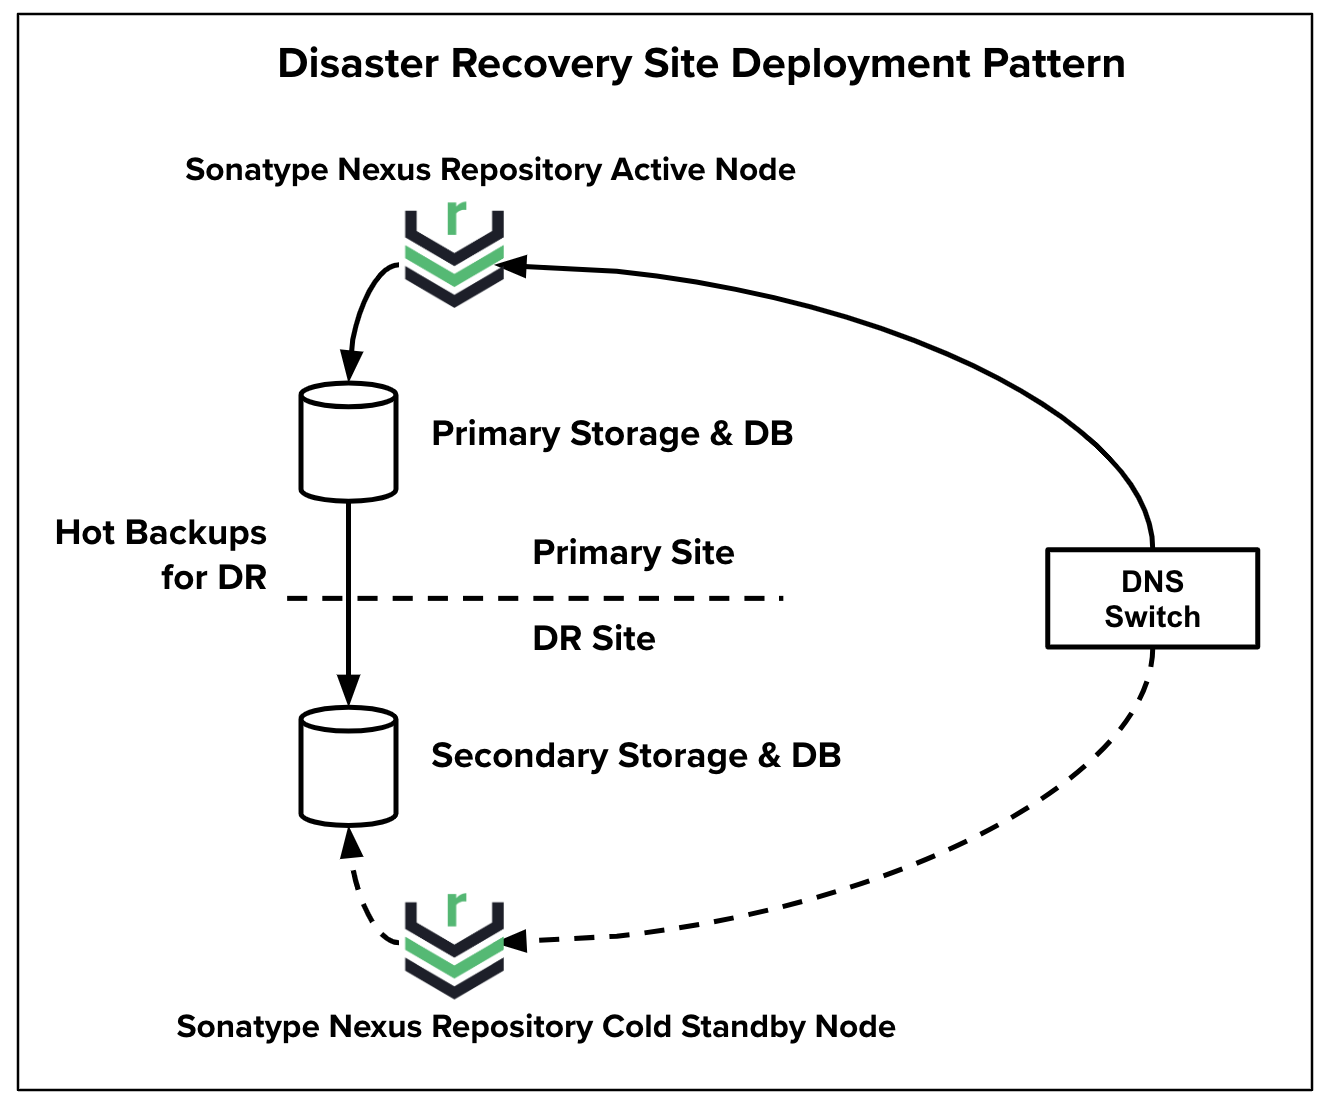 Disaster Recovery Site Deployment Pattern
Sonatype Nexus Repository Active Node
r
Primary Storage & DB
Hot Backups
for DR
Primary Site
DR Site
DNS
Switch
Secondary Storage & DB
r
Sonatype Nexus Repository Cold Standby Node